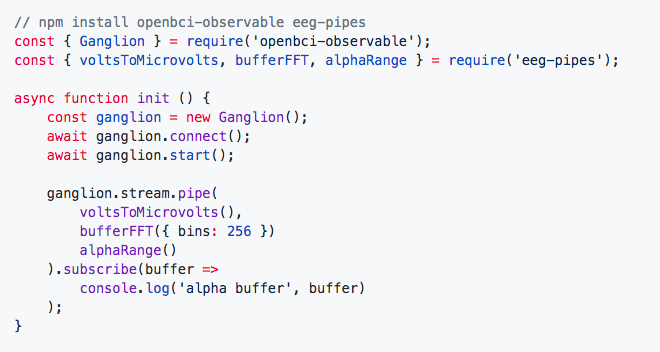 // npm install openbci-observable eeg-pipes
const { Ganglion } = require('openbci-observable');
const { voltsToMicrovolts, bufferFFT, alphaRange } = require('eeg-pipes');

async function init () {
    const ganglion = new Ganglion();
    await ganglion.connect();
    await ganglion.start();

    ganglion.stream.pipe(
        voltsToMicrovolts(),
        bufferFFT({ bins: 256 })
        alphaRange()
    ).subscribe(buffer =>
        console.log('alpha buffer', buffer)
    );
}